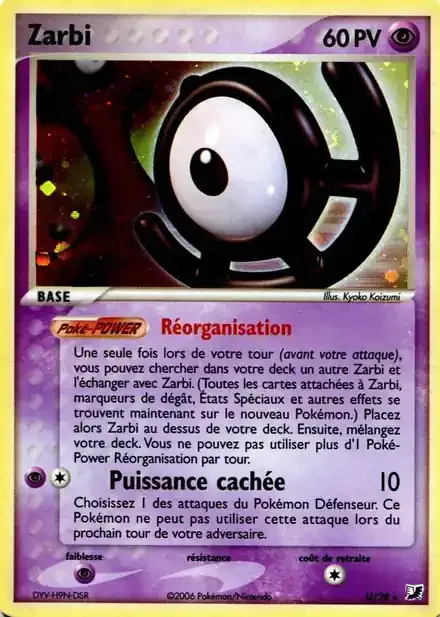 Zarbi
60 PV
BASE
Illus. Kyoko Koizumi
Poké-POWER Réorganisation
Une seule fois lors de votre tour (avant votre attaque),
vous pouvez chercher dans votre deck un autre Zarbi et
l'échanger avec Zarbi. (Toutes les cartes attachées à Zarbi,
marqueurs de dégât, États Spéciaux et autres effets se
trouvent maintenant sur le nouveau Pokémon.) Placez
alors Zarbi au dessus de votre deck. Ensuite, mélangez
votre deck. Vous ne pouvez pas utiliser plus d'1 Poké-
Power Réorganisation par tour.
Puissance cachée 10
Choisissez 1 des attaques du Pokémon Défenseur. Ce
Pokémon ne peut pas utiliser cette attaque lors du
prochain tour de votre adversaire.
faiblesse résistance coût de retraite
DYV-H9N-DSR ©2006 Pokémon/Nintendo U/28